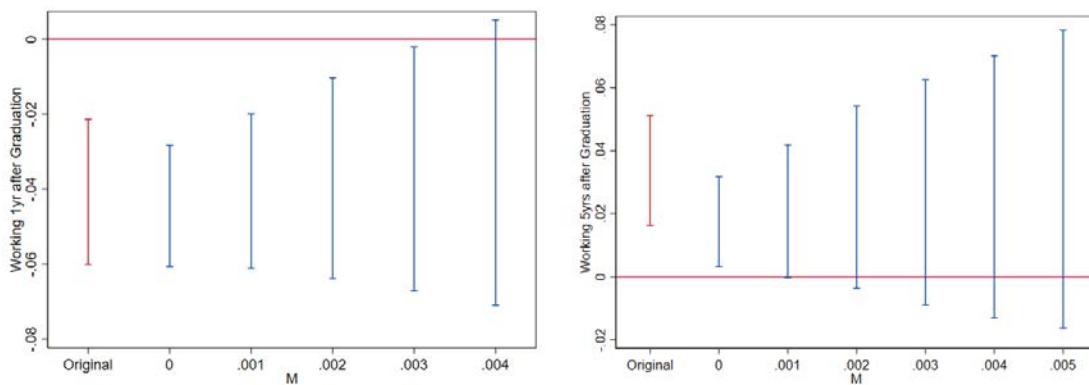 Working 1yr after Graduation
0
-.02
-.04
-.06
-.08
Original 0 .001 .002 .003 .004
M
Working 5yrs after Graduation
.08
.06
.04
.02
0
-.02
Original 0 .001 .002 .003 .004 .005
M